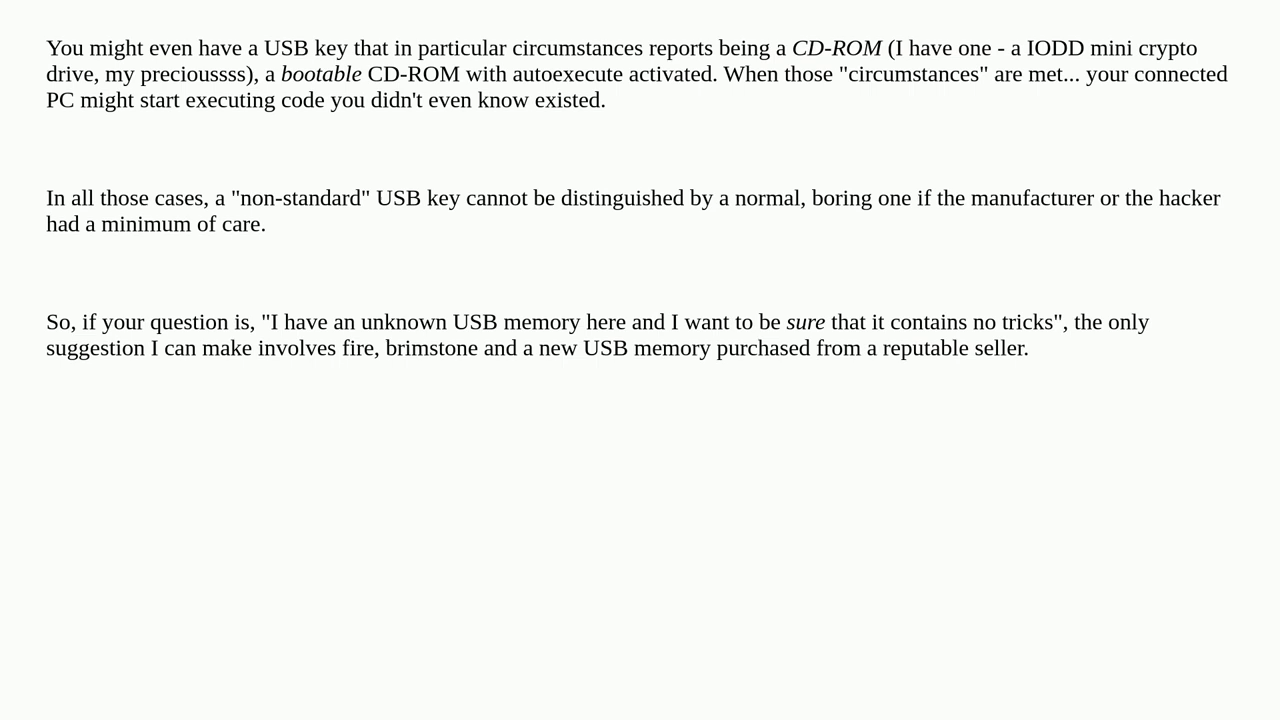 You might even have a USB key that in particular circumstances reports being a CD-ROM (I have one - a IODD mini crypto
drive, my precioussss), a bootable CD-ROM with autoexecute activated. When those "circumstances" are met... your connected
PC might start executing code you didn't even know existed.
In all those cases, a "non-standard" USB key cannot be distinguished by a normal, boring one if the manufacturer or the hacker
had a minimum of care.
So, if your question is, "I have an unknown USB memory here and I want to be sure that it contains no tricks", the only
suggestion I can make involves fire, brimstone and a new USB memory purchased from a reputable seller.